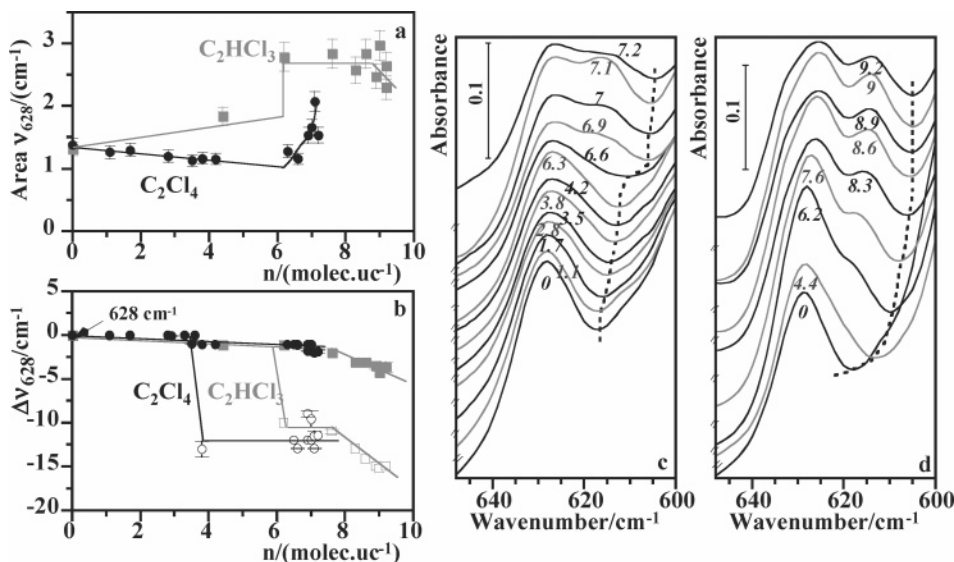 a
Area ν628/(cm-1)
3
2
1
0
C2HCl3
C2Cl4
0 2 4 6 8 10
n/(molec.uc-1)
b
Δν628/cm-1
5
0
-5
-10
-15
-20
628 cm-1
C2Cl4
C2HCl3
0 2 4 6 8 10
n/(molec.uc-1)
c
Absorbance
0.1
7.2
7.1
7
6.9
6.6
6.3
4.2
3.8
3.5
2.8
1.7
1.1
0
640 620 600
Wavenumber/cm-1
d
Absorbance
0.1
9.2
9
8.9
8.6
8.3
7.6
6.2
4.4
0
640 620 600
Wavenumber/cm-1